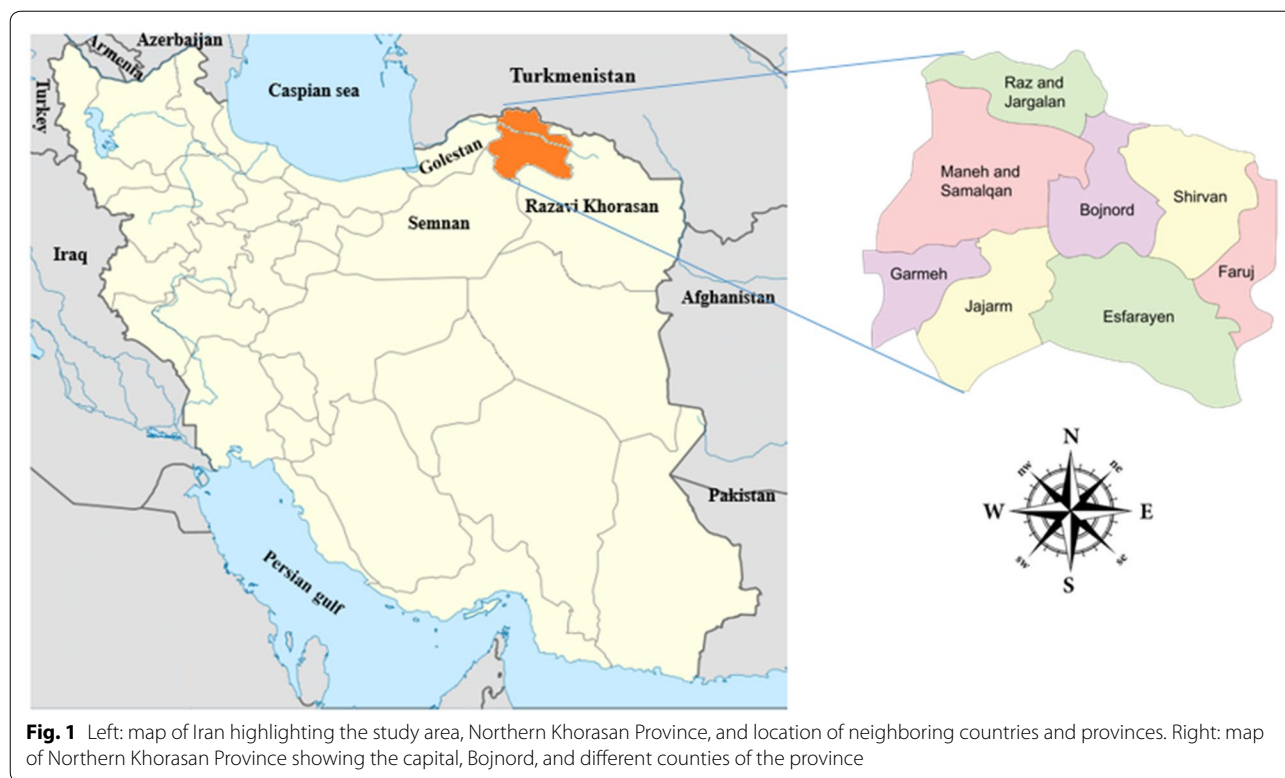 Armenia
Azerbaijan
Turkey
Caspian sea
Turkmenistan
Golestan
Semnan
Razavi Khorasan
Iraq
Afghanistan
Pakistan
Persian gulf
Raz and
Jargalan
Maneh and
Samalqan
Bojnord
Shirvan
Garmeh
Faruj
Jajarm
Esfarayen
N
nw
ne
W
E
sw
se
S
Fig. 1 Left: map of Iran highlighting the study area, Northern Khorasan Province, and location of neighboring countries and provinces. Right: map
of Northern Khorasan Province showing the capital, Bojnord, and different counties of the province